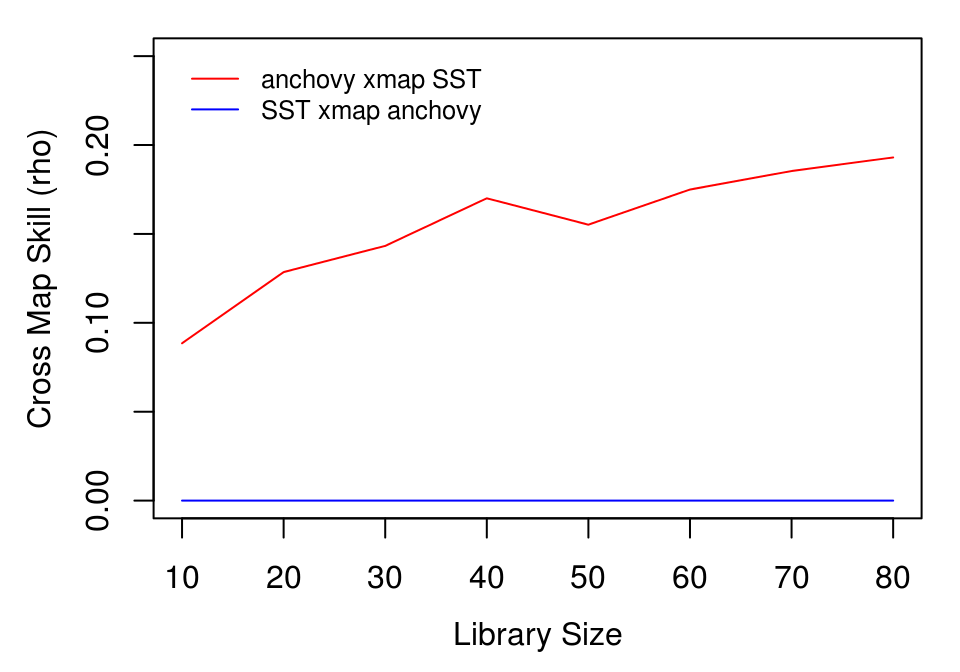 anchovy xmap SST
SST xmap anchovy
Cross Map Skill (rho)
0.20
0.10
0.00
10 20 30 40 50 60 70 80
Library Size